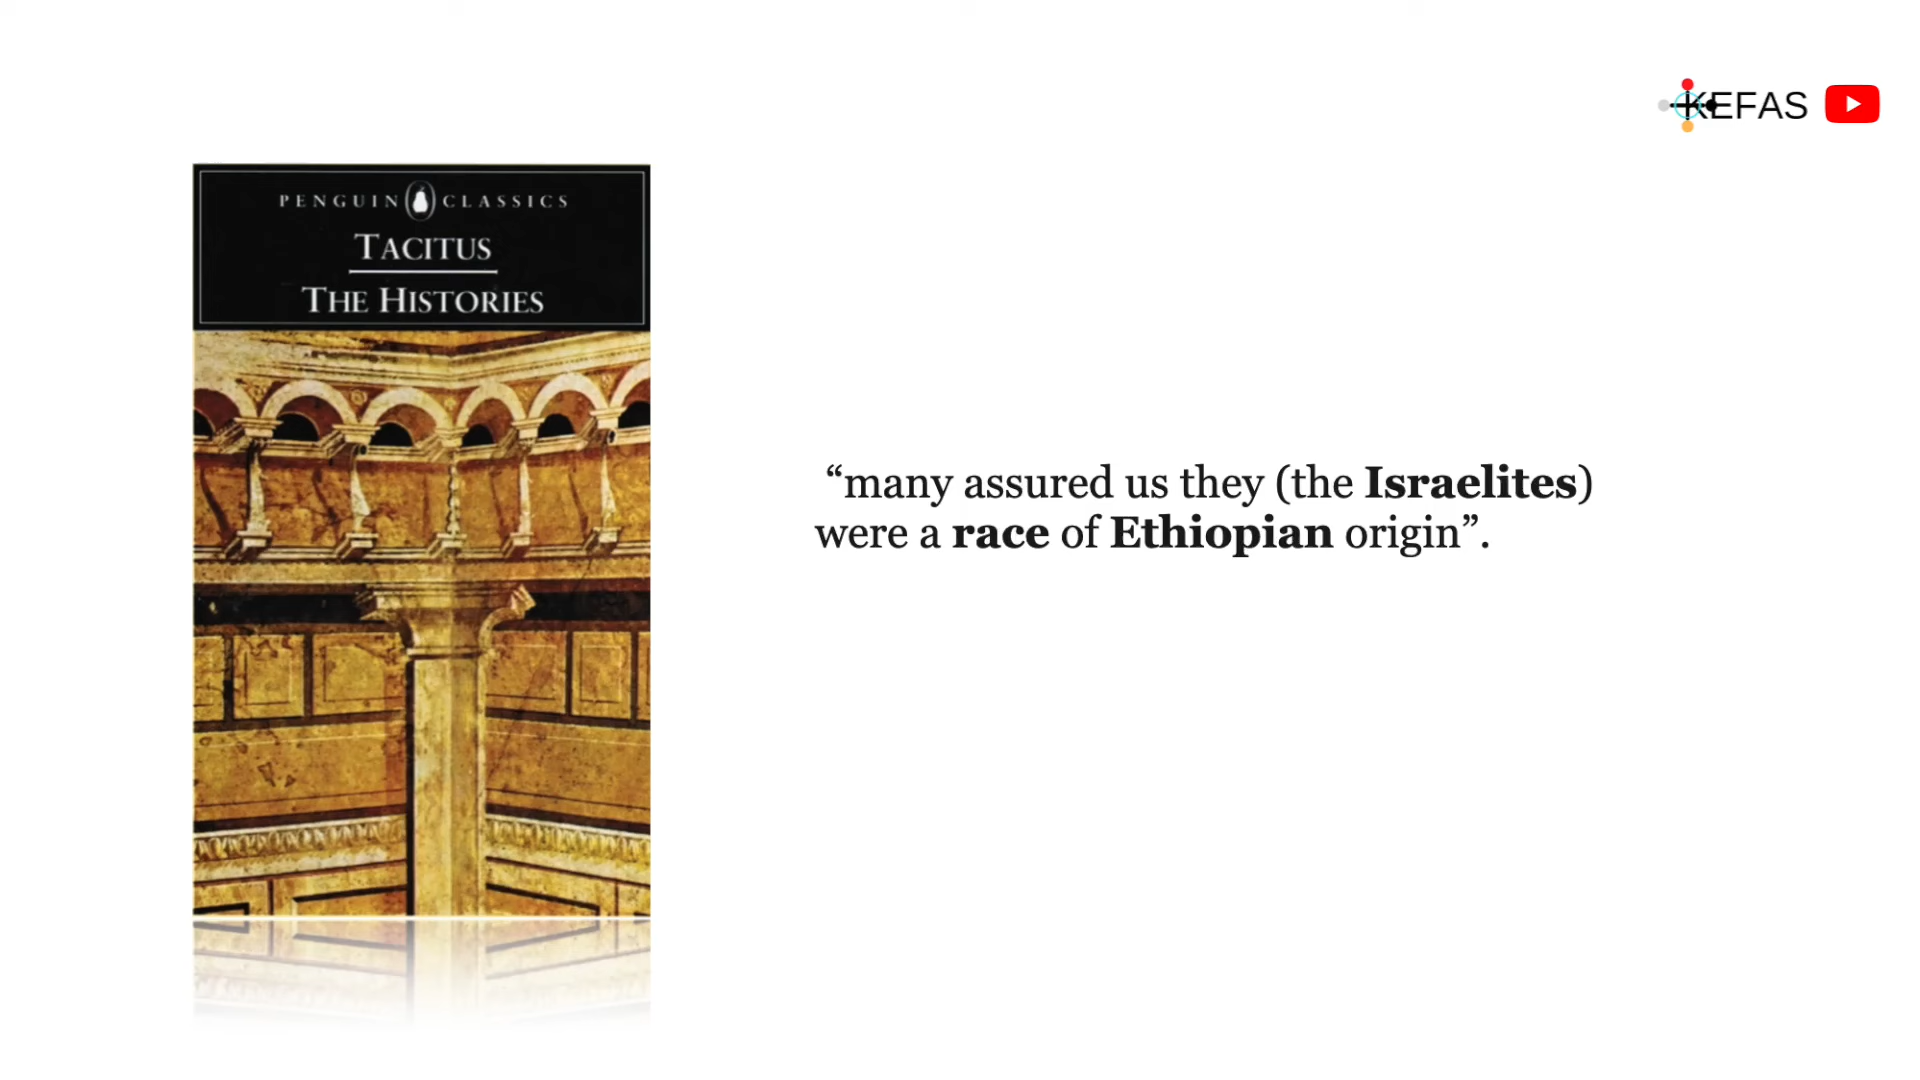 KEFAS
PENGUIN CLASSICS
TACITUS
THE HISTORIES
“many assured us they (the Israelites)
were a race of Ethiopian origin”.